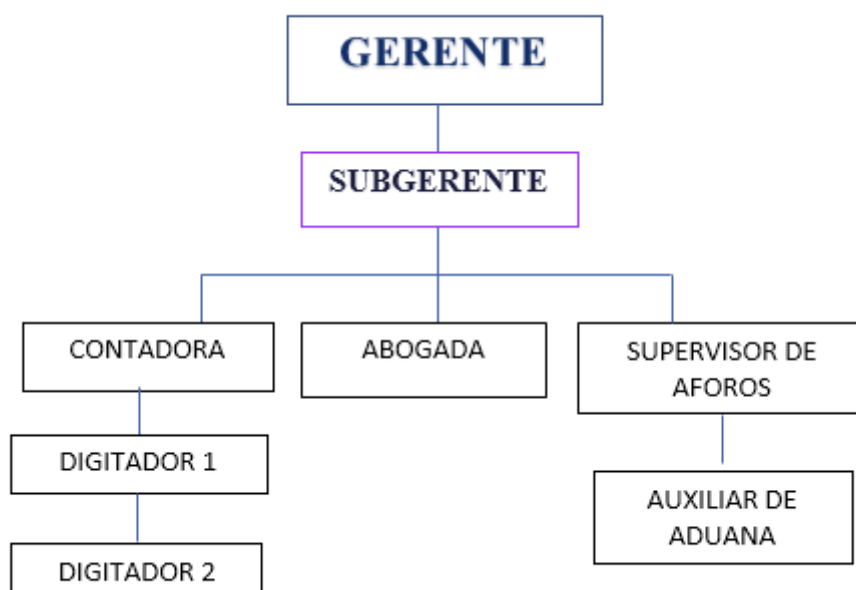 GERENTE
SUBGERENTE
CONTADORA
ABOGADA
SUPERVISOR DE
AFOROS
DIGITADOR 1
AUXILIAR DE
ADUANA
DIGITADOR 2